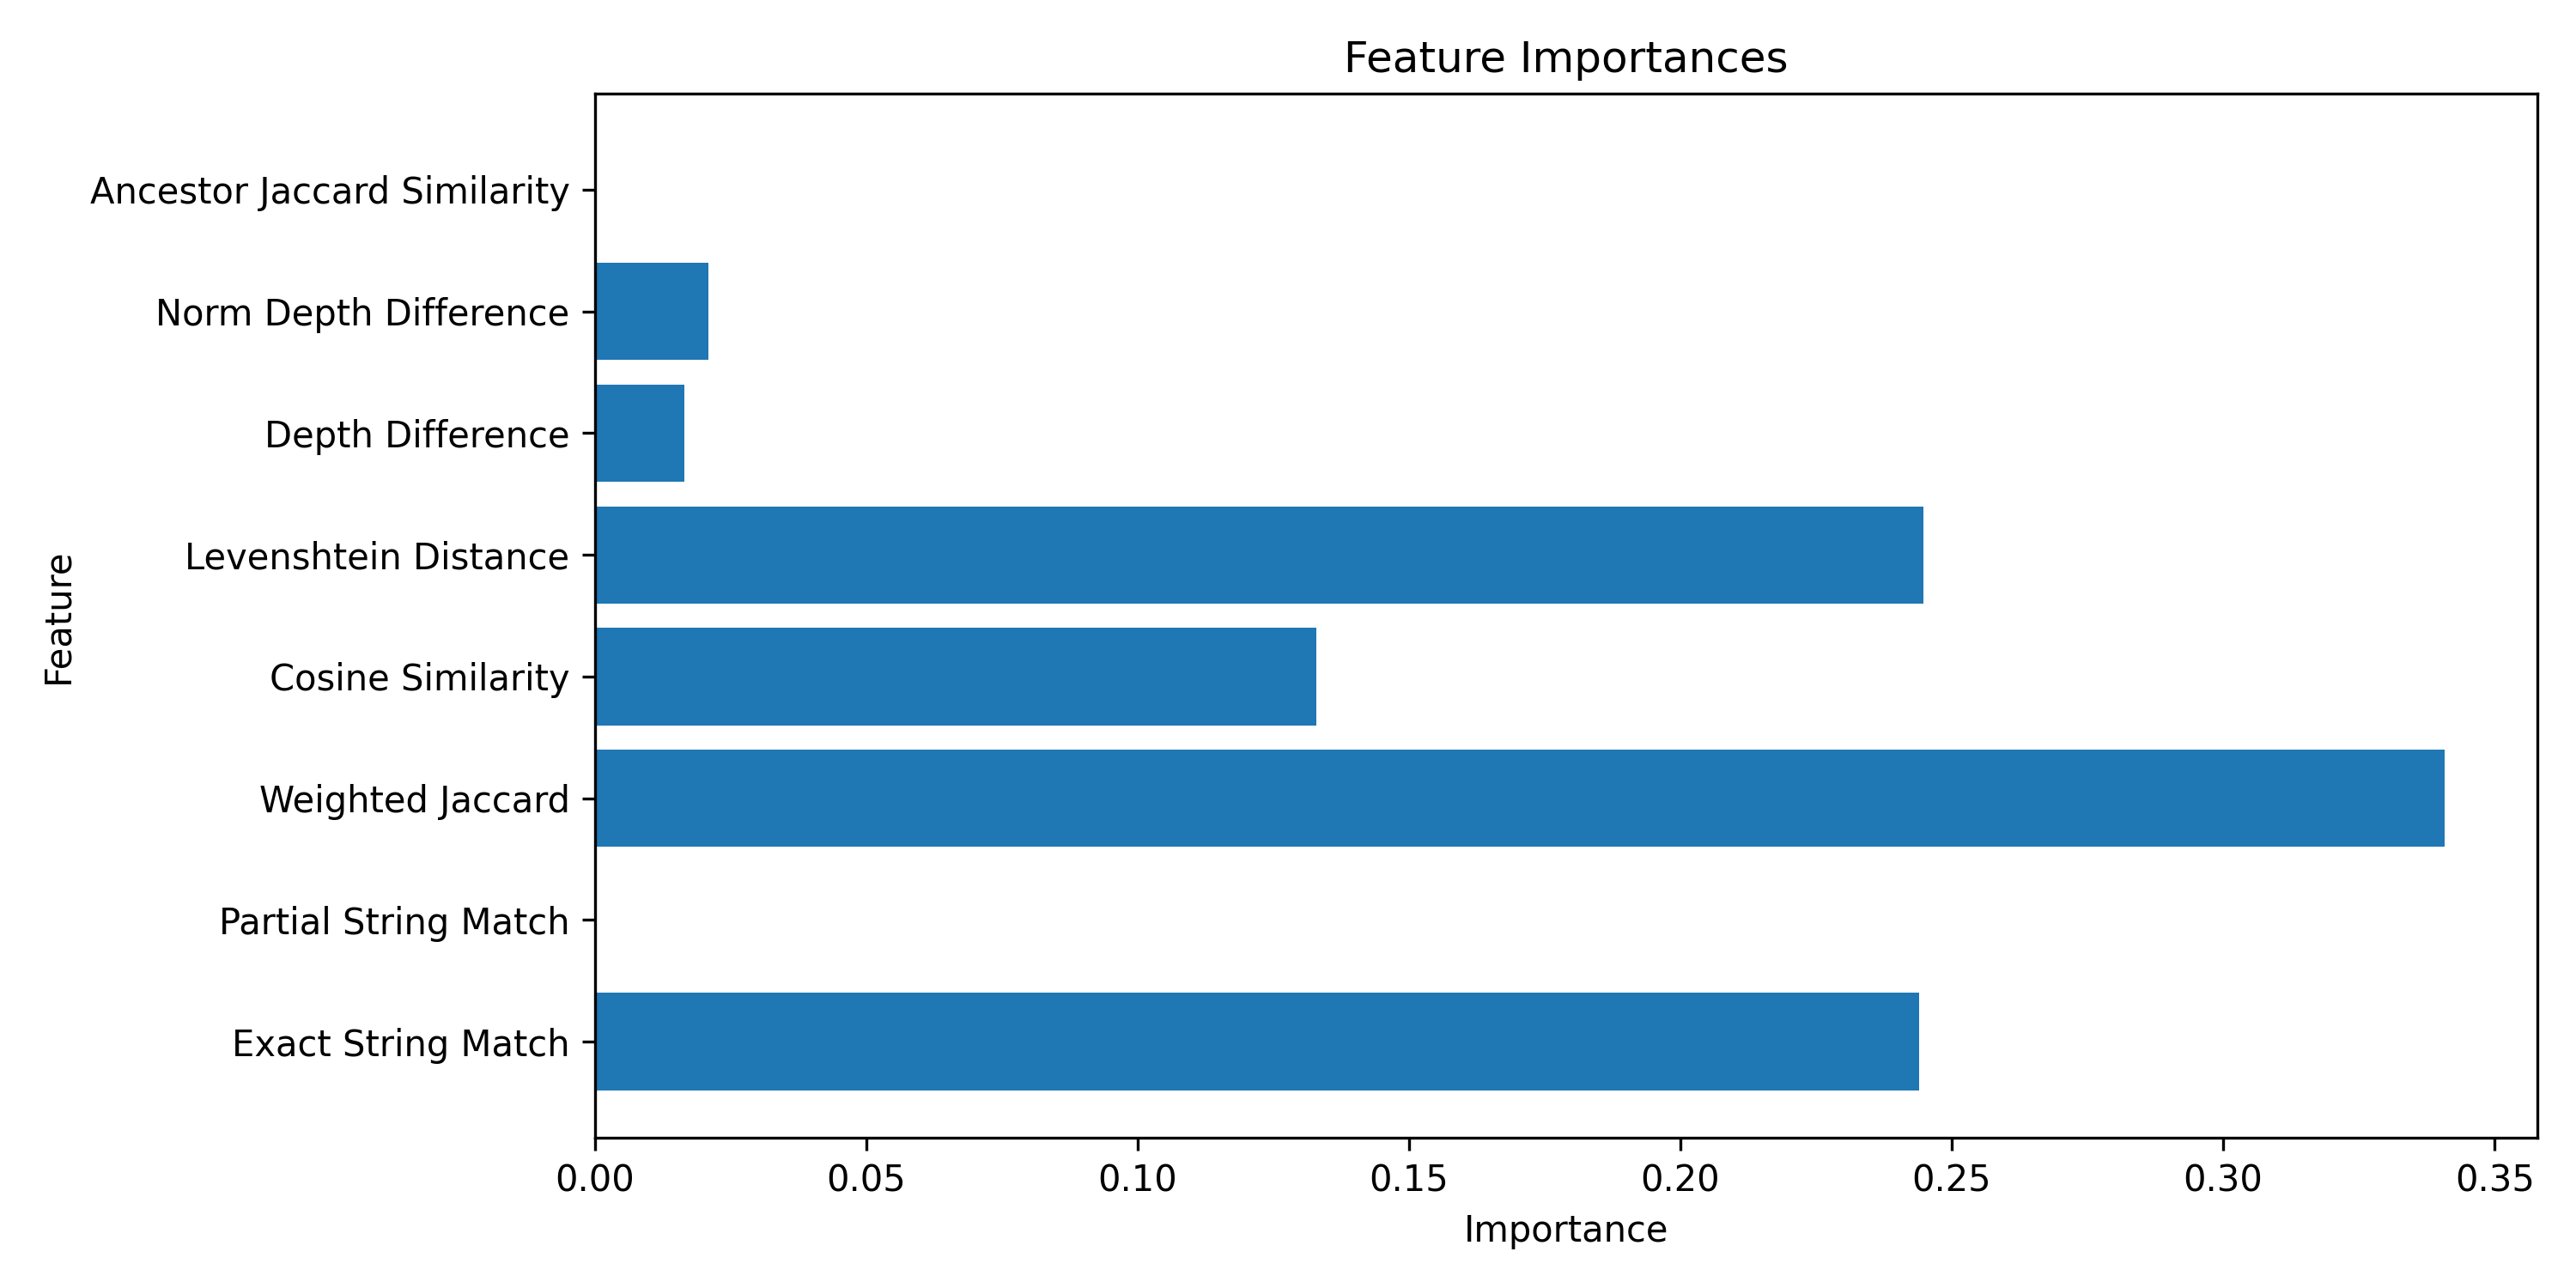 Feature Importances
Ancestor Jaccard Similarity
Norm Depth Difference
Depth Difference
Levenshtein Distance
Cosine Similarity
Weighted Jaccard
Partial String Match
Exact String Match
Feature
0.00 0.05 0.10 0.15 0.20 0.25 0.30 0.35
Importance